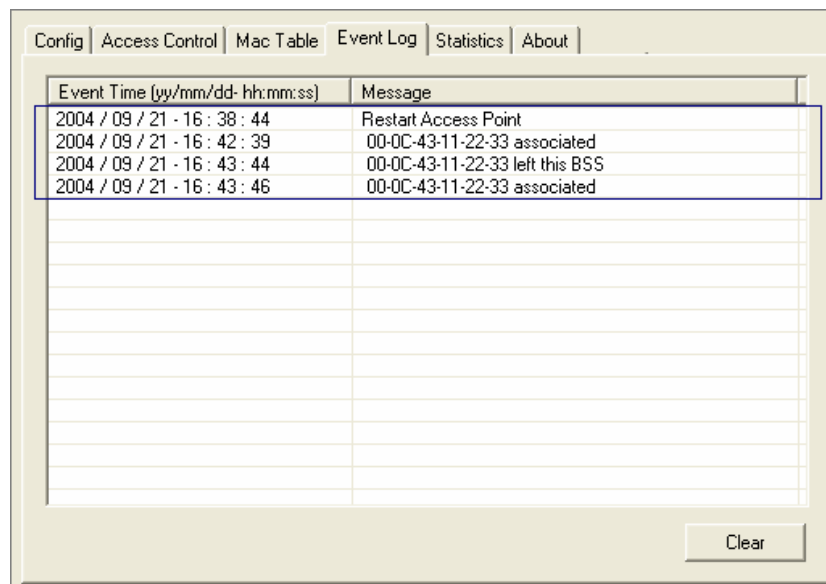 Config Access Control Mac Table Event Log Statistics About
Event Time (yy/mm/dd- hh:mm:ss) Message
2004 / 09 / 21 - 16 : 38 : 44 Restart Access Point
2004 / 09 / 21 - 16 : 42 : 39 00-0C-43-11-22-33 associated
2004 / 09 / 21 - 16 : 43 : 44 00-0C-43-11-22-33 left this BSS
2004 / 09 / 21 - 16 : 43 : 46 00-0C-43-11-22-33 associated
Clear